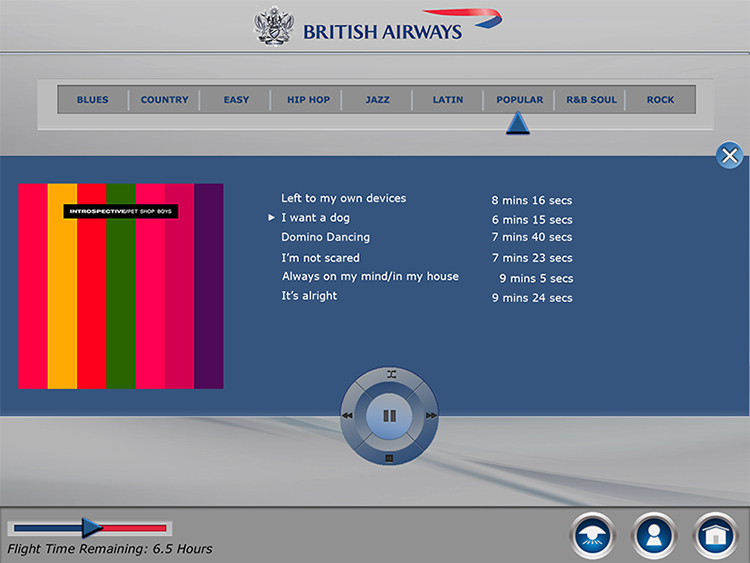 BRITISH AIRWAYS
BLUES COUNTRY EASY HIP HOP JAZZ LATIN POPULAR R&B SOUL ROCK
INTROSPECTIVE/PET SHOP BOYS
Left to my own devices 8 mins 16 secs
I want a dog 6 mins 15 secs
Domino Dancing 7 mins 40 secs
I'm not scared 7 mins 23 secs
Always on my mind/in my house 9 mins 5 secs
It's alright 9 mins 24 secs
Flight Time Remaining: 6.5 Hours